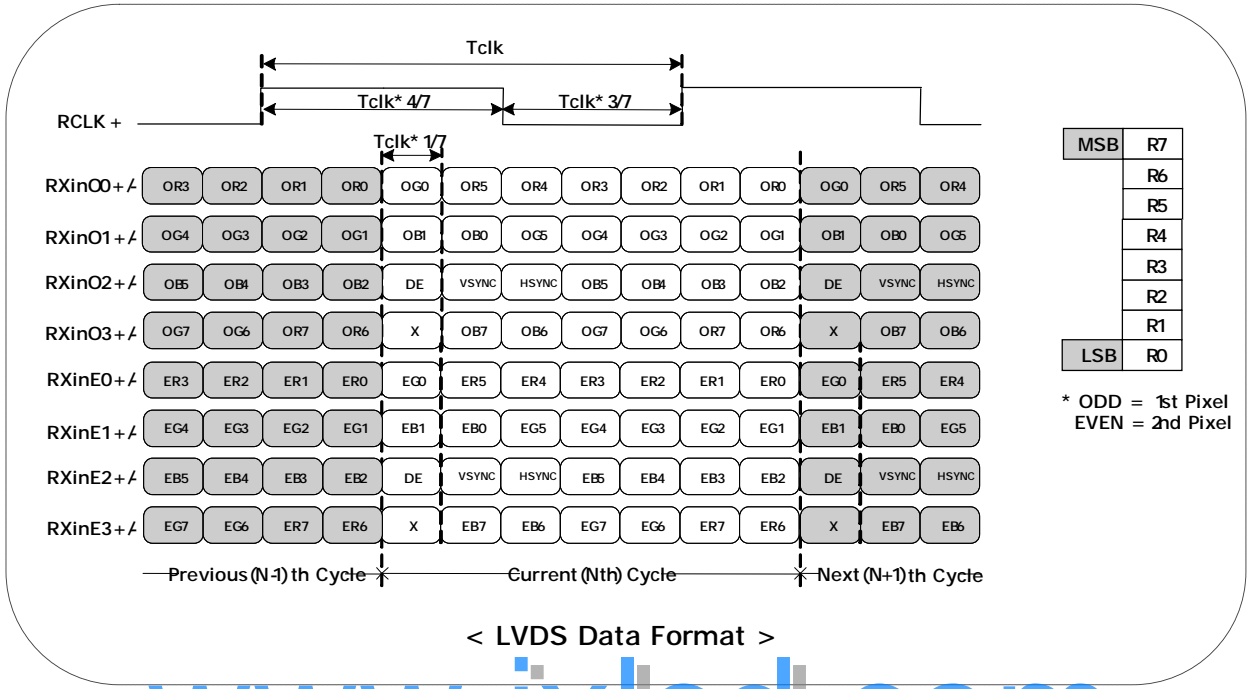 Tclk
Tclk* 4/7 Tclk* 3/7
RCLK +
Tclk* 1/7
MSB R7
R6
R5
R4
R3
R2
R1
LSB R0
* ODD = 1st Pixel
EVEN = 2nd Pixel
RXinO0+/- OR3 OR2 OR1 OR0 OG0 OR5 OR4 OR3 OR2 OR1 OR0 OG0 OR5 OR4
RXinO1+/- OG4 OG3 OG2 OG1 OB1 OB0 OG5 OG4 OG3 OG2 OG1 OB1 OB0 OG5
RXinO2+/- OB5 OB4 OB3 OB2 DE VSYNC HSYNC OB5 OB4 OB3 OB2 DE VSYNC HSYNC
RXinO3+/- OG7 OG6 OR7 OR6 X OB7 OB6 OG7 OG6 OR7 OR6 X OB7 OB6
RXinE0+/- ER3 ER2 ER1 ER0 EG0 ER5 ER4 ER3 ER2 ER1 ER0 EG0 ER5 ER4
RXinE1+/- EG4 EG3 EG2 EG1 EB1 EB0 EG5 EG4 EG3 EG2 EG1 EB1 EB0 EG5
RXinE2+/- EB5 EB4 EB3 EB2 DE VSYNC HSYNC EB5 EB4 EB3 EB2 DE VSYNC HSYNC
RXinE3+/- EG7 EG6 ER7 ER6 X EB7 EB6 EG7 EG6 ER7 ER6 X EB7 EB6
Previous(N-1)th Cycle Current(Nth) Cycle Next(N+1)th Cycle
< LVDS Data Format >